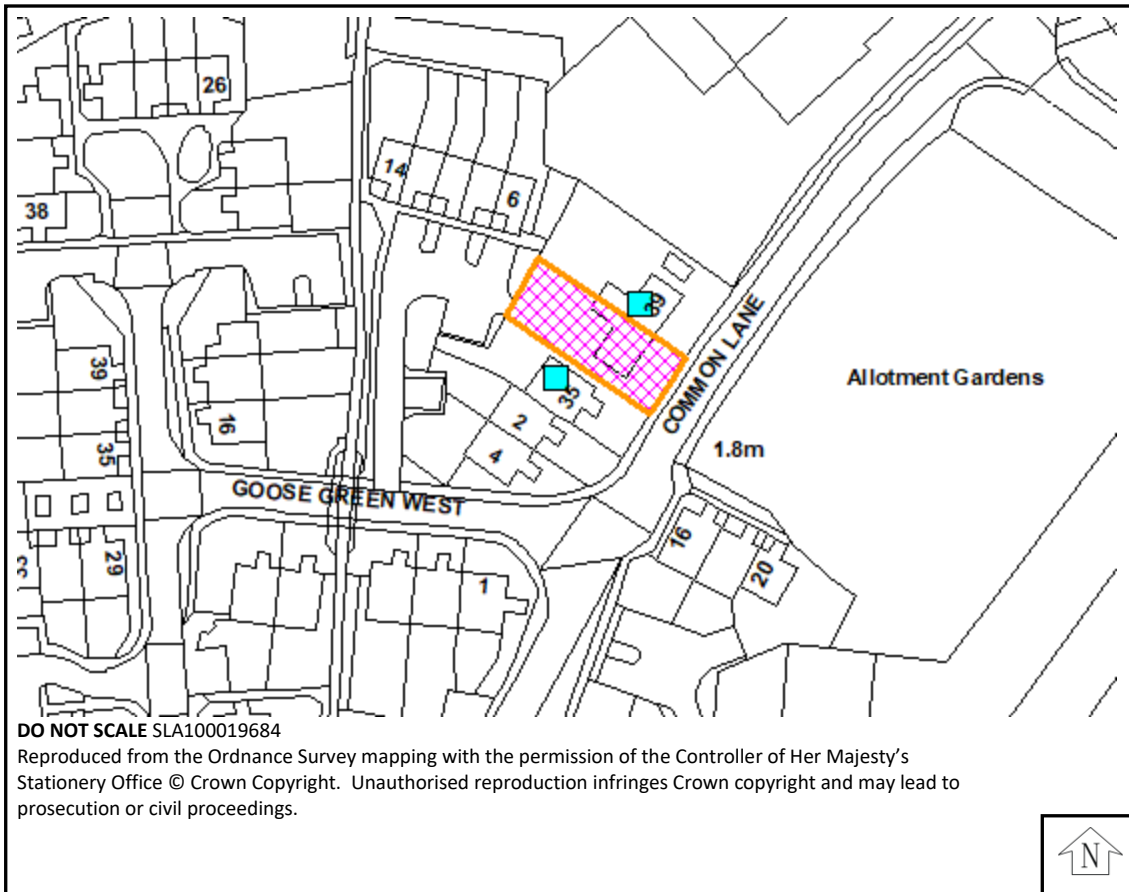 26
14
6
38
39
COMMON LANE
Allotment Gardens
39
35
16
2
35
4
1.8m
GOOSE GREEN WEST
16
29
1
20
DO NOT SCALE SLA100019684
Reproduced from the Ordnance Survey mapping with the permission of the Controller of Her Majesty's
Stationery Office © Crown Copyright. Unauthorised reproduction infringes Crown copyright and may lead to
prosecution or civil proceedings.
N